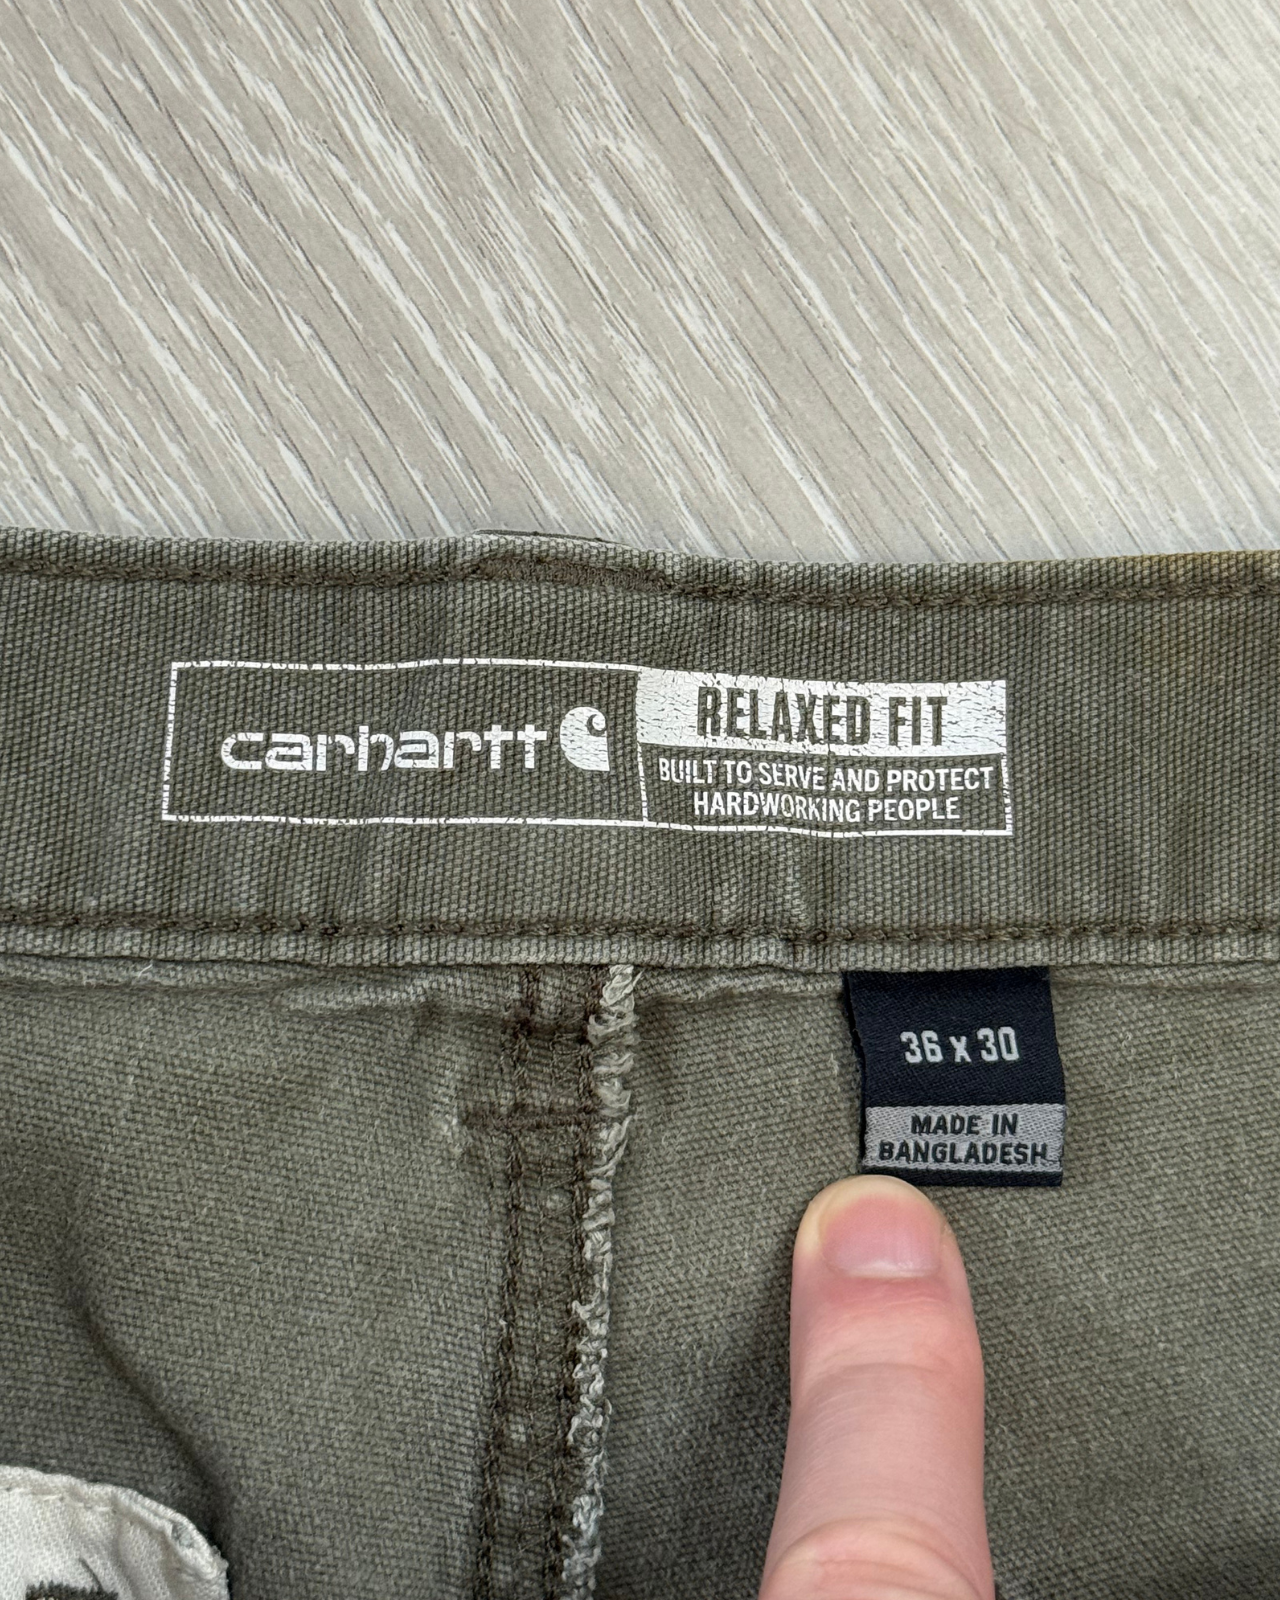 carhartt
RELAXED FIT
BUILT TO SERVE AND PROTECT
HARDWORKING PEOPLE
36 x 30
MADE IN
BANGLADESH